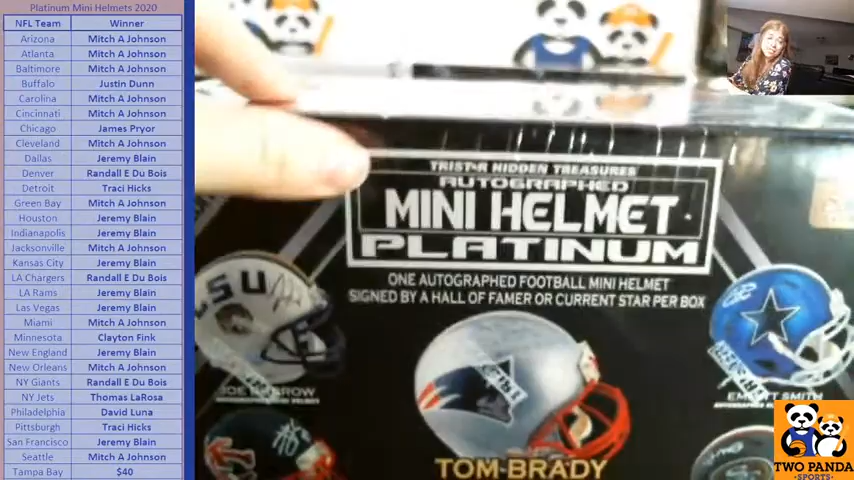 Platinum Mini Helmets 2020
NFL Team Winner
Arizona Mitch A Johnson
Atlanta Mitch A Johnson
Baltimore Mitch A Johnson
Buffalo Justin Dunn
Carolina Mitch A Johnson
Cincinnati Mitch A Johnson
Chicago James Pryor
Cleveland Mitch A Johnson
Dallas Jeremy Blain
Denver Randall E Du Bois
Detroit Traci Hicks
Green Bay Mitch A Johnson
Houston Jeremy Blain
Indianapolis Jeremy Blain
Jacksonville Mitch A Johnson
Kansas City Jeremy Blain
LA Chargers Randall E Du Bois
LA Rams Jeremy Blain
Las Vegas Jeremy Blain
Miami Mitch A Johnson
Minnesota Clayton Fink
New England Jeremy Blain
New Orleans Mitch A Johnson
NY Giants Randall E Du Bois
NY Jets Thomas LaRosa
Philadelphia David Luna
Pittsburgh Traci Hicks
San Francisco Jeremy Blain
Seattle Mitch A Johnson
Tampa Bay $40
TRISTAR HIDDEN TREASURES
AUTOGRAPHED
MINI HELMET
PLATINUM
ONE AUTOGRAPHED FOOTBALL MINI HELMET
SIGNED BY A HALL OF FAMER OR CURRENT STAR PER BOX
LSU
JOE BURROW
EMMITT SMITH
TOM BRADY
TWO PANDA
SPORTS